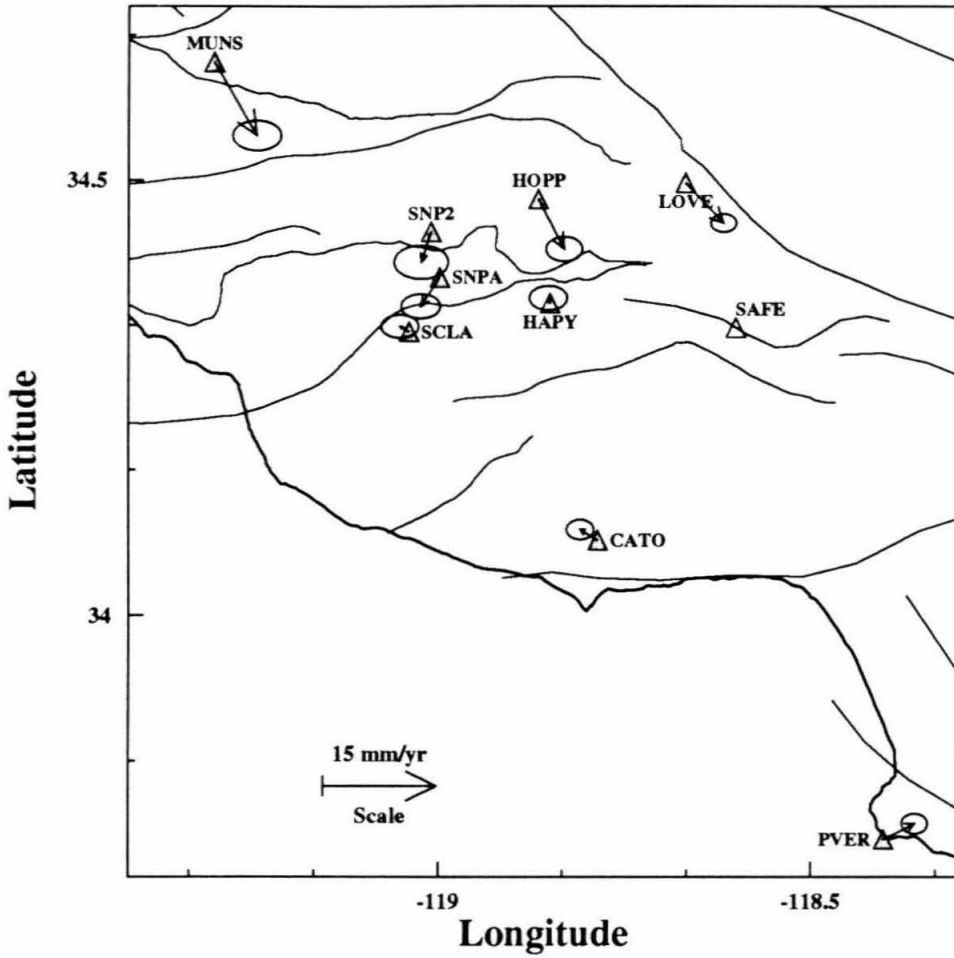 MUNS
34.5
HOPP
LOVE
SNP2
SNPA
SAFE
HAPY
SCLA
Latitude
CATO
34
15 mm/yr
Scale
PVER
-119
-118.5
Longitude